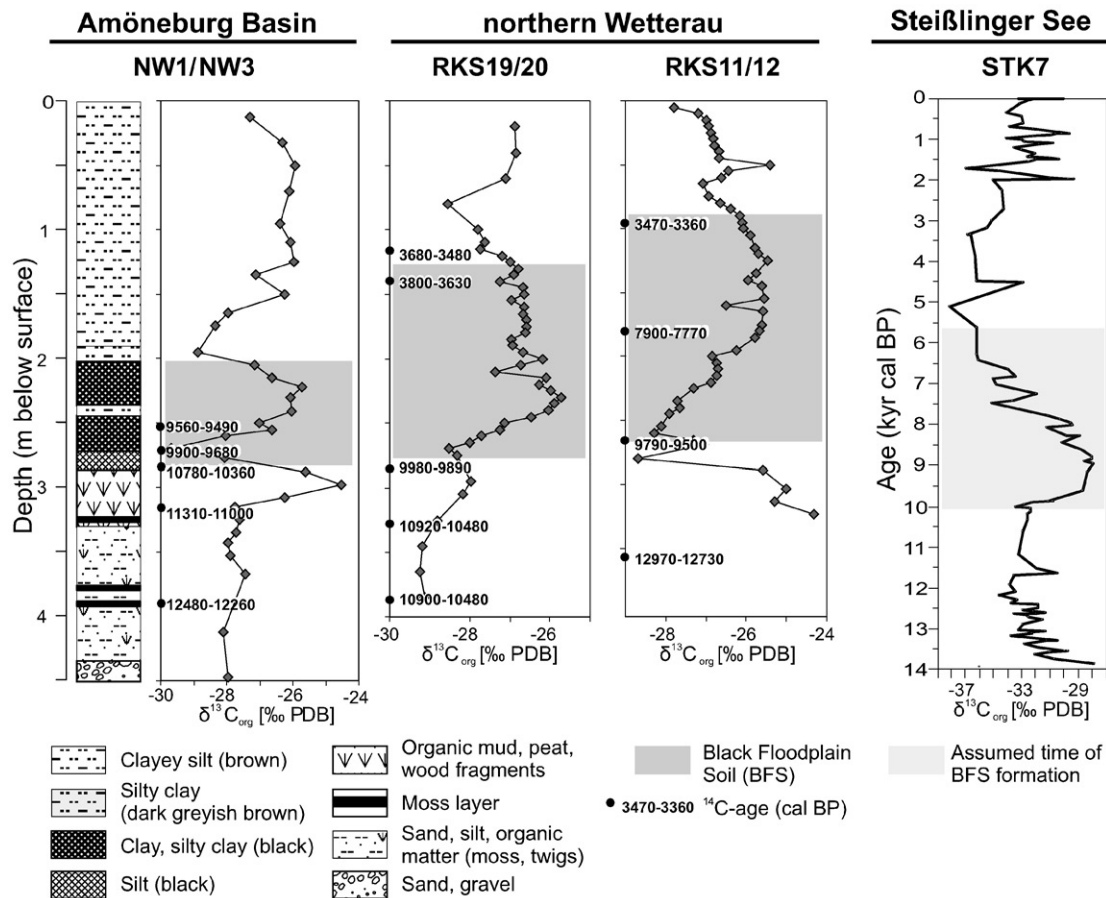 Amöneburg Basin
northern Wetterau
Steißlinger See
NW1/NW3
RKS19/20
RKS11/12
STK7
Depth (m below surface)
0
1
2
3
4
9560-9490
9900-9680
10780-10360
11310-11000
12480-12260
-30 -28 -26 -24
δ13Corg [‰ PDB]
3680-3480
3800-3630
9980-9890
10920-10480
10900-10480
-30 -28 -26 -25
δ13Corg [‰ PDB]
3470-3360
7900-7770
9790-9500
12970-12730
-28 -26 -24
δ13Corg [‰ PDB]
Age (kyr cal BP)
0
1
2
3
4
5
6
7
8
9
10
11
12
13
14
-37 -33 -29
δ13Corg [‰ PDB]
Clayey silt (brown)
Silty clay
(dark greyish brown)
Clay, silty clay (black)
Silt (black)
Organic mud, peat,
wood fragments
Moss layer
Sand, silt, organic
matter (moss, twigs)
Sand, gravel
Black Floodplain
Soil (BFS)
3470-3360 14C-age (cal BP)
Assumed time of
BFS formation